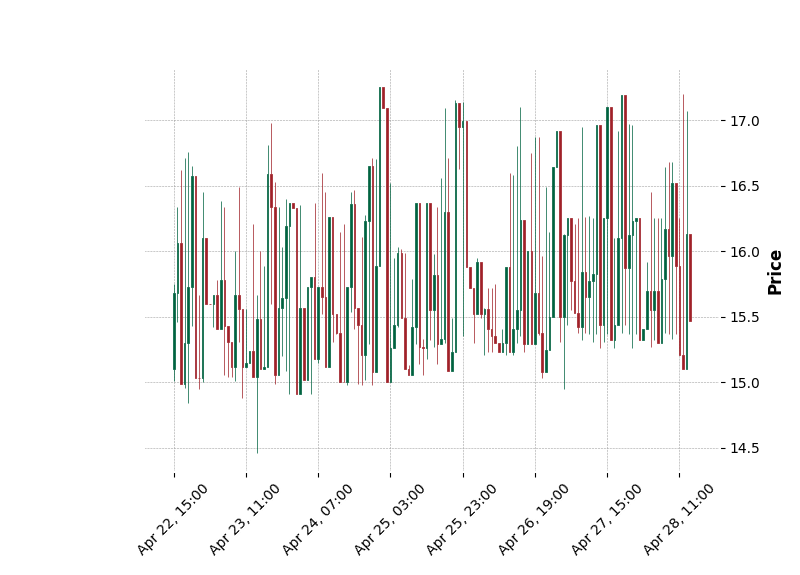 17.0
16.5
16.0
15.5
15.0
14.5
Price
Apr 22, 15:00
Apr 23, 11:00
Apr 24, 07:00
Apr 25, 03:00
Apr 25, 23:00
Apr 26, 19:00
Apr 27, 15:00
Apr 28, 11:00